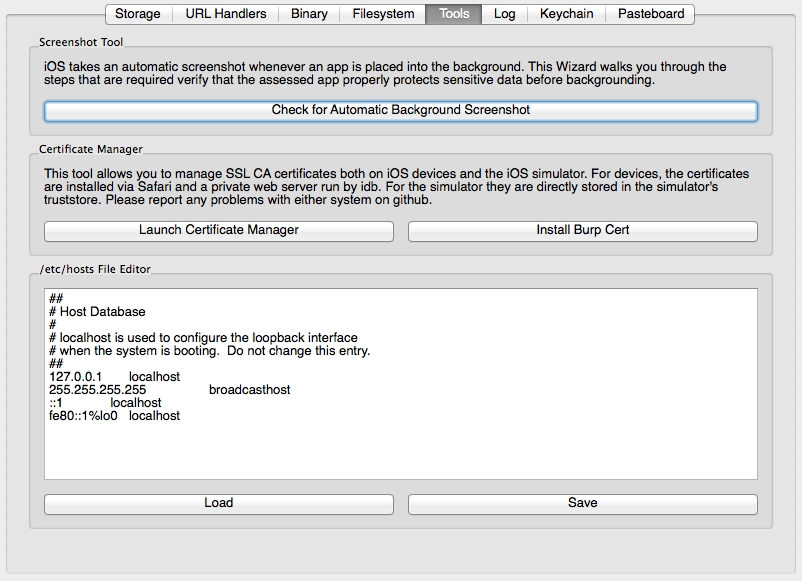 Storage URL Handlers Binary Filesystem Tools Log Keychain Pasteboard
Screenshot Tool
iOS takes an automatic screenshot whenever an app is placed into the background. This Wizard walks you through the
steps that are required verify that the assessed app properly protects sensitive data before backgrounding.
Check for Automatic Background Screenshot
Certificate Manager
This tool allows you to manage SSL CA certificates both on iOS devices and the iOS simulator. For devices, the certificates
are installed via Safari and a private web server run by idb. For the simulator they are directly stored in the simulator's
truststore. Please report any problems with either system on github.
Launch Certificate Manager Install Burp Cert
/etc/hosts File Editor
##
# Host Database
#
# localhost is used to configure the loopback interface
# when the system is booting.  Do not change this entry.
##
127.0.0.1 localhost
255.255.255.255 broadcasthost
::1 localhost
fe80::1%lo0 localhost
Load Save